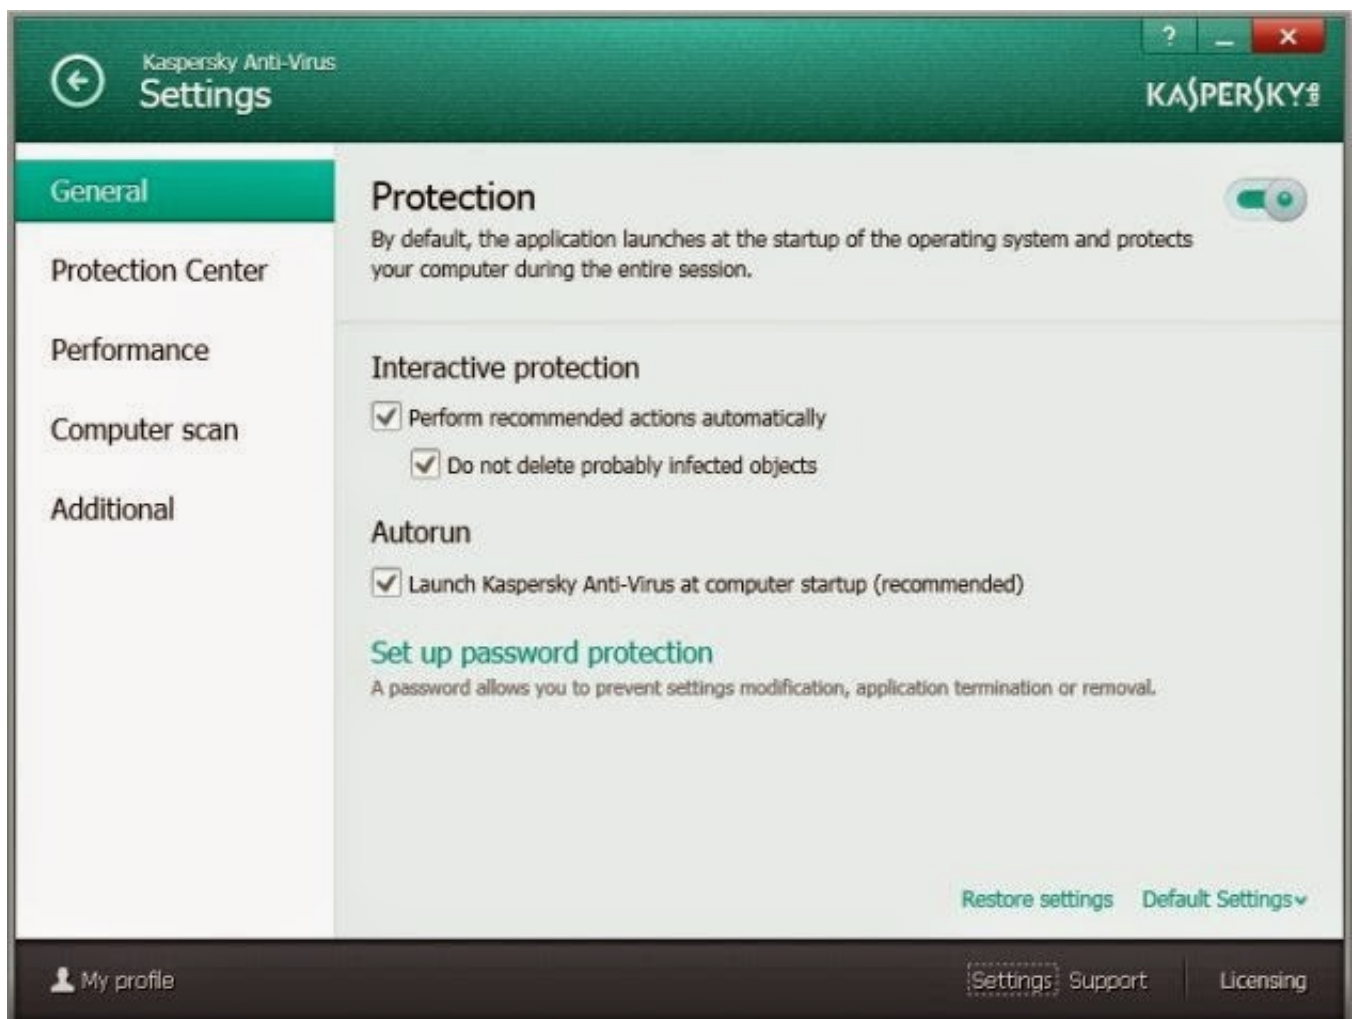 Kaspersky Anti-Virus
Settings
?
KASPERSKY lab
General
Protection Center
Performance
Computer scan
Additional
Protection
By default, the application launches at the startup of the operating system and protects
your computer during the entire session.
Interactive protection
Perform recommended actions automatically
Do not delete probably infected objects
Autorun
Launch Kaspersky Anti-Virus at computer startup (recommended)
Set up password protection
A password allows you to prevent settings modification, application termination or removal.
Restore settings Default Settings
My profile
Settings Support Licensing